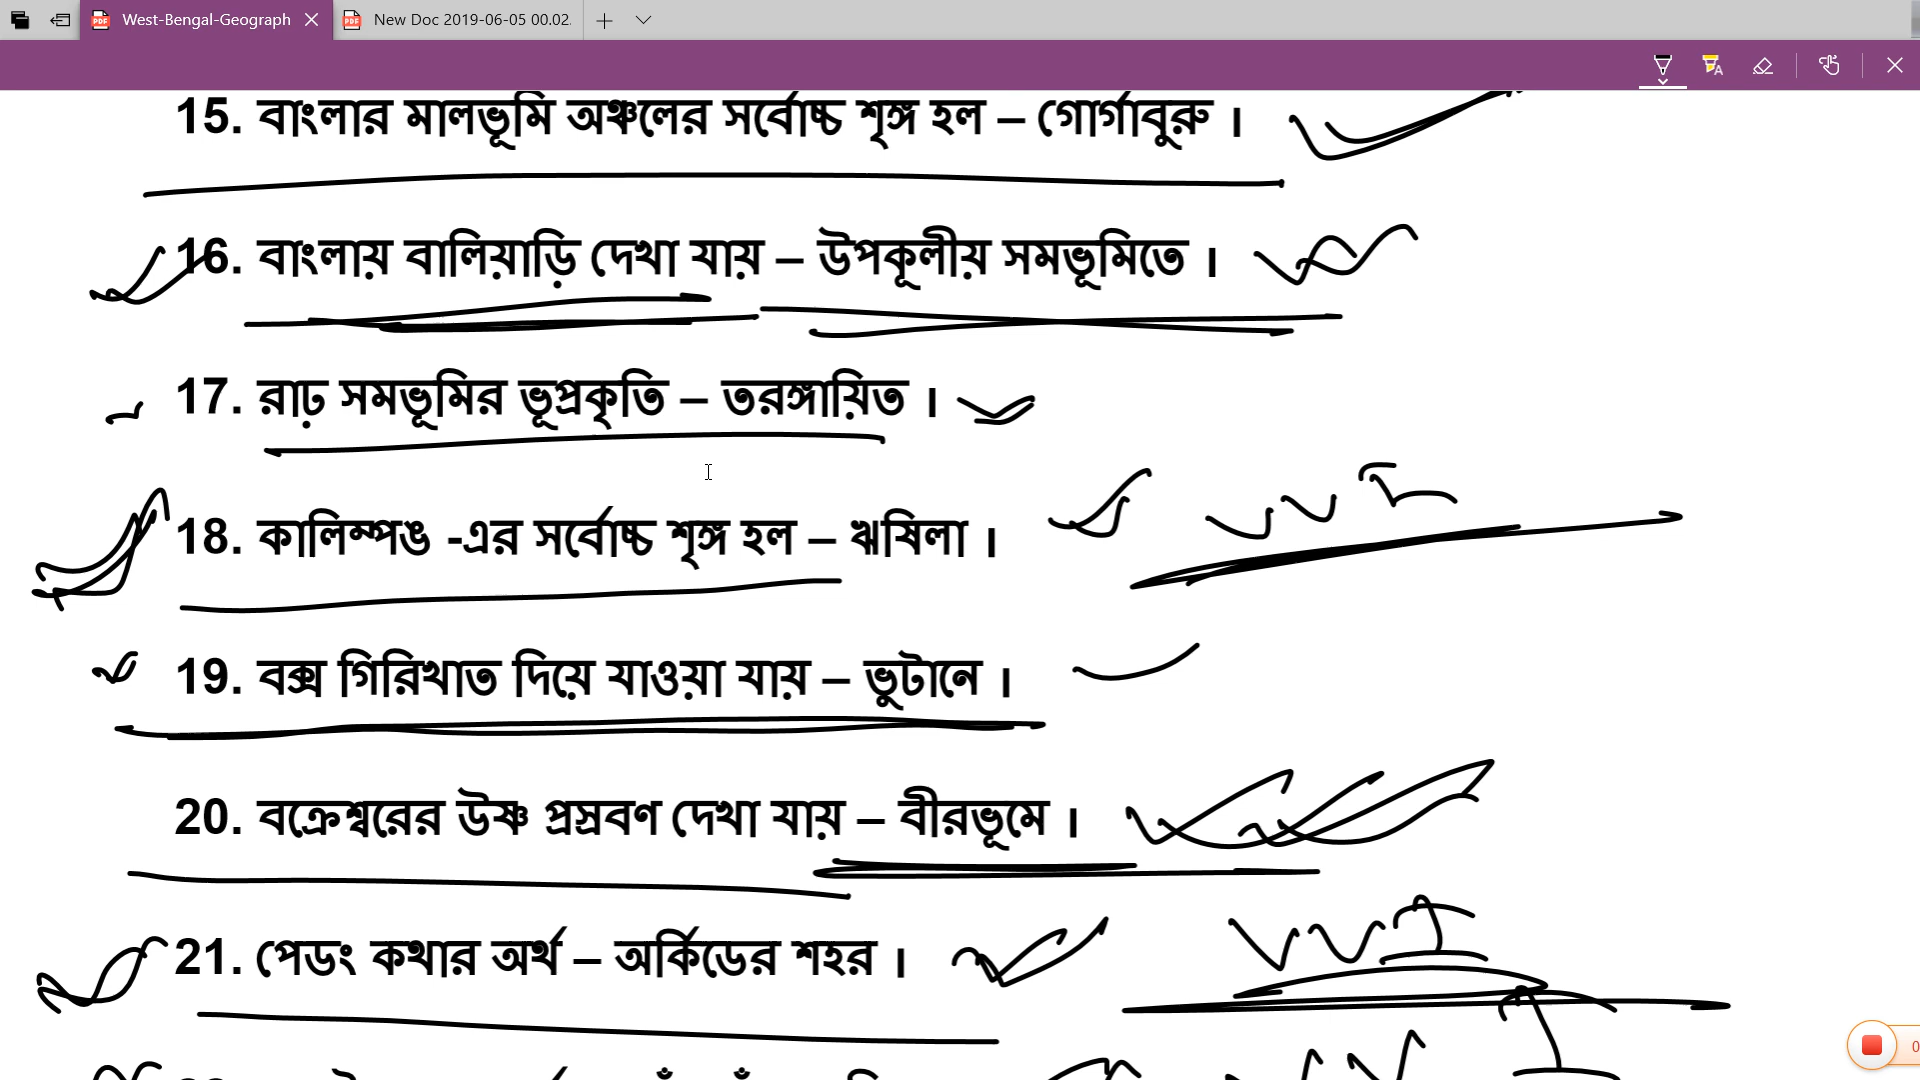 West-Bengal-Geograph
New Doc 2019-06-05 00.02.
15. বাংলার মালভূমি অঞ্চলের সর্বোচ্চ শৃঙ্গ হল – গোর্গাবুরু ।
16. বাংলায় বালিয়াড়ি দেখা যায় – উপকূলীয় সমভূমিতে ।
17. রাঢ় সমভূমির ভূপ্রকৃতি – তরঙ্গায়িত ।
18. কালিম্পঙ -এর সর্বোচ্চ শৃঙ্গ হল – ঋষিলা ।
19. বক্স গিরিখাত দিয়ে যাওয়া যায় – ভুটানে ।
20. বক্রেশ্বরের উষ্ণ প্রস্রবণ দেখা যায় – বীরভূমে ।
21. পেডং কথার অর্থ – অর্কিডের শহর ।